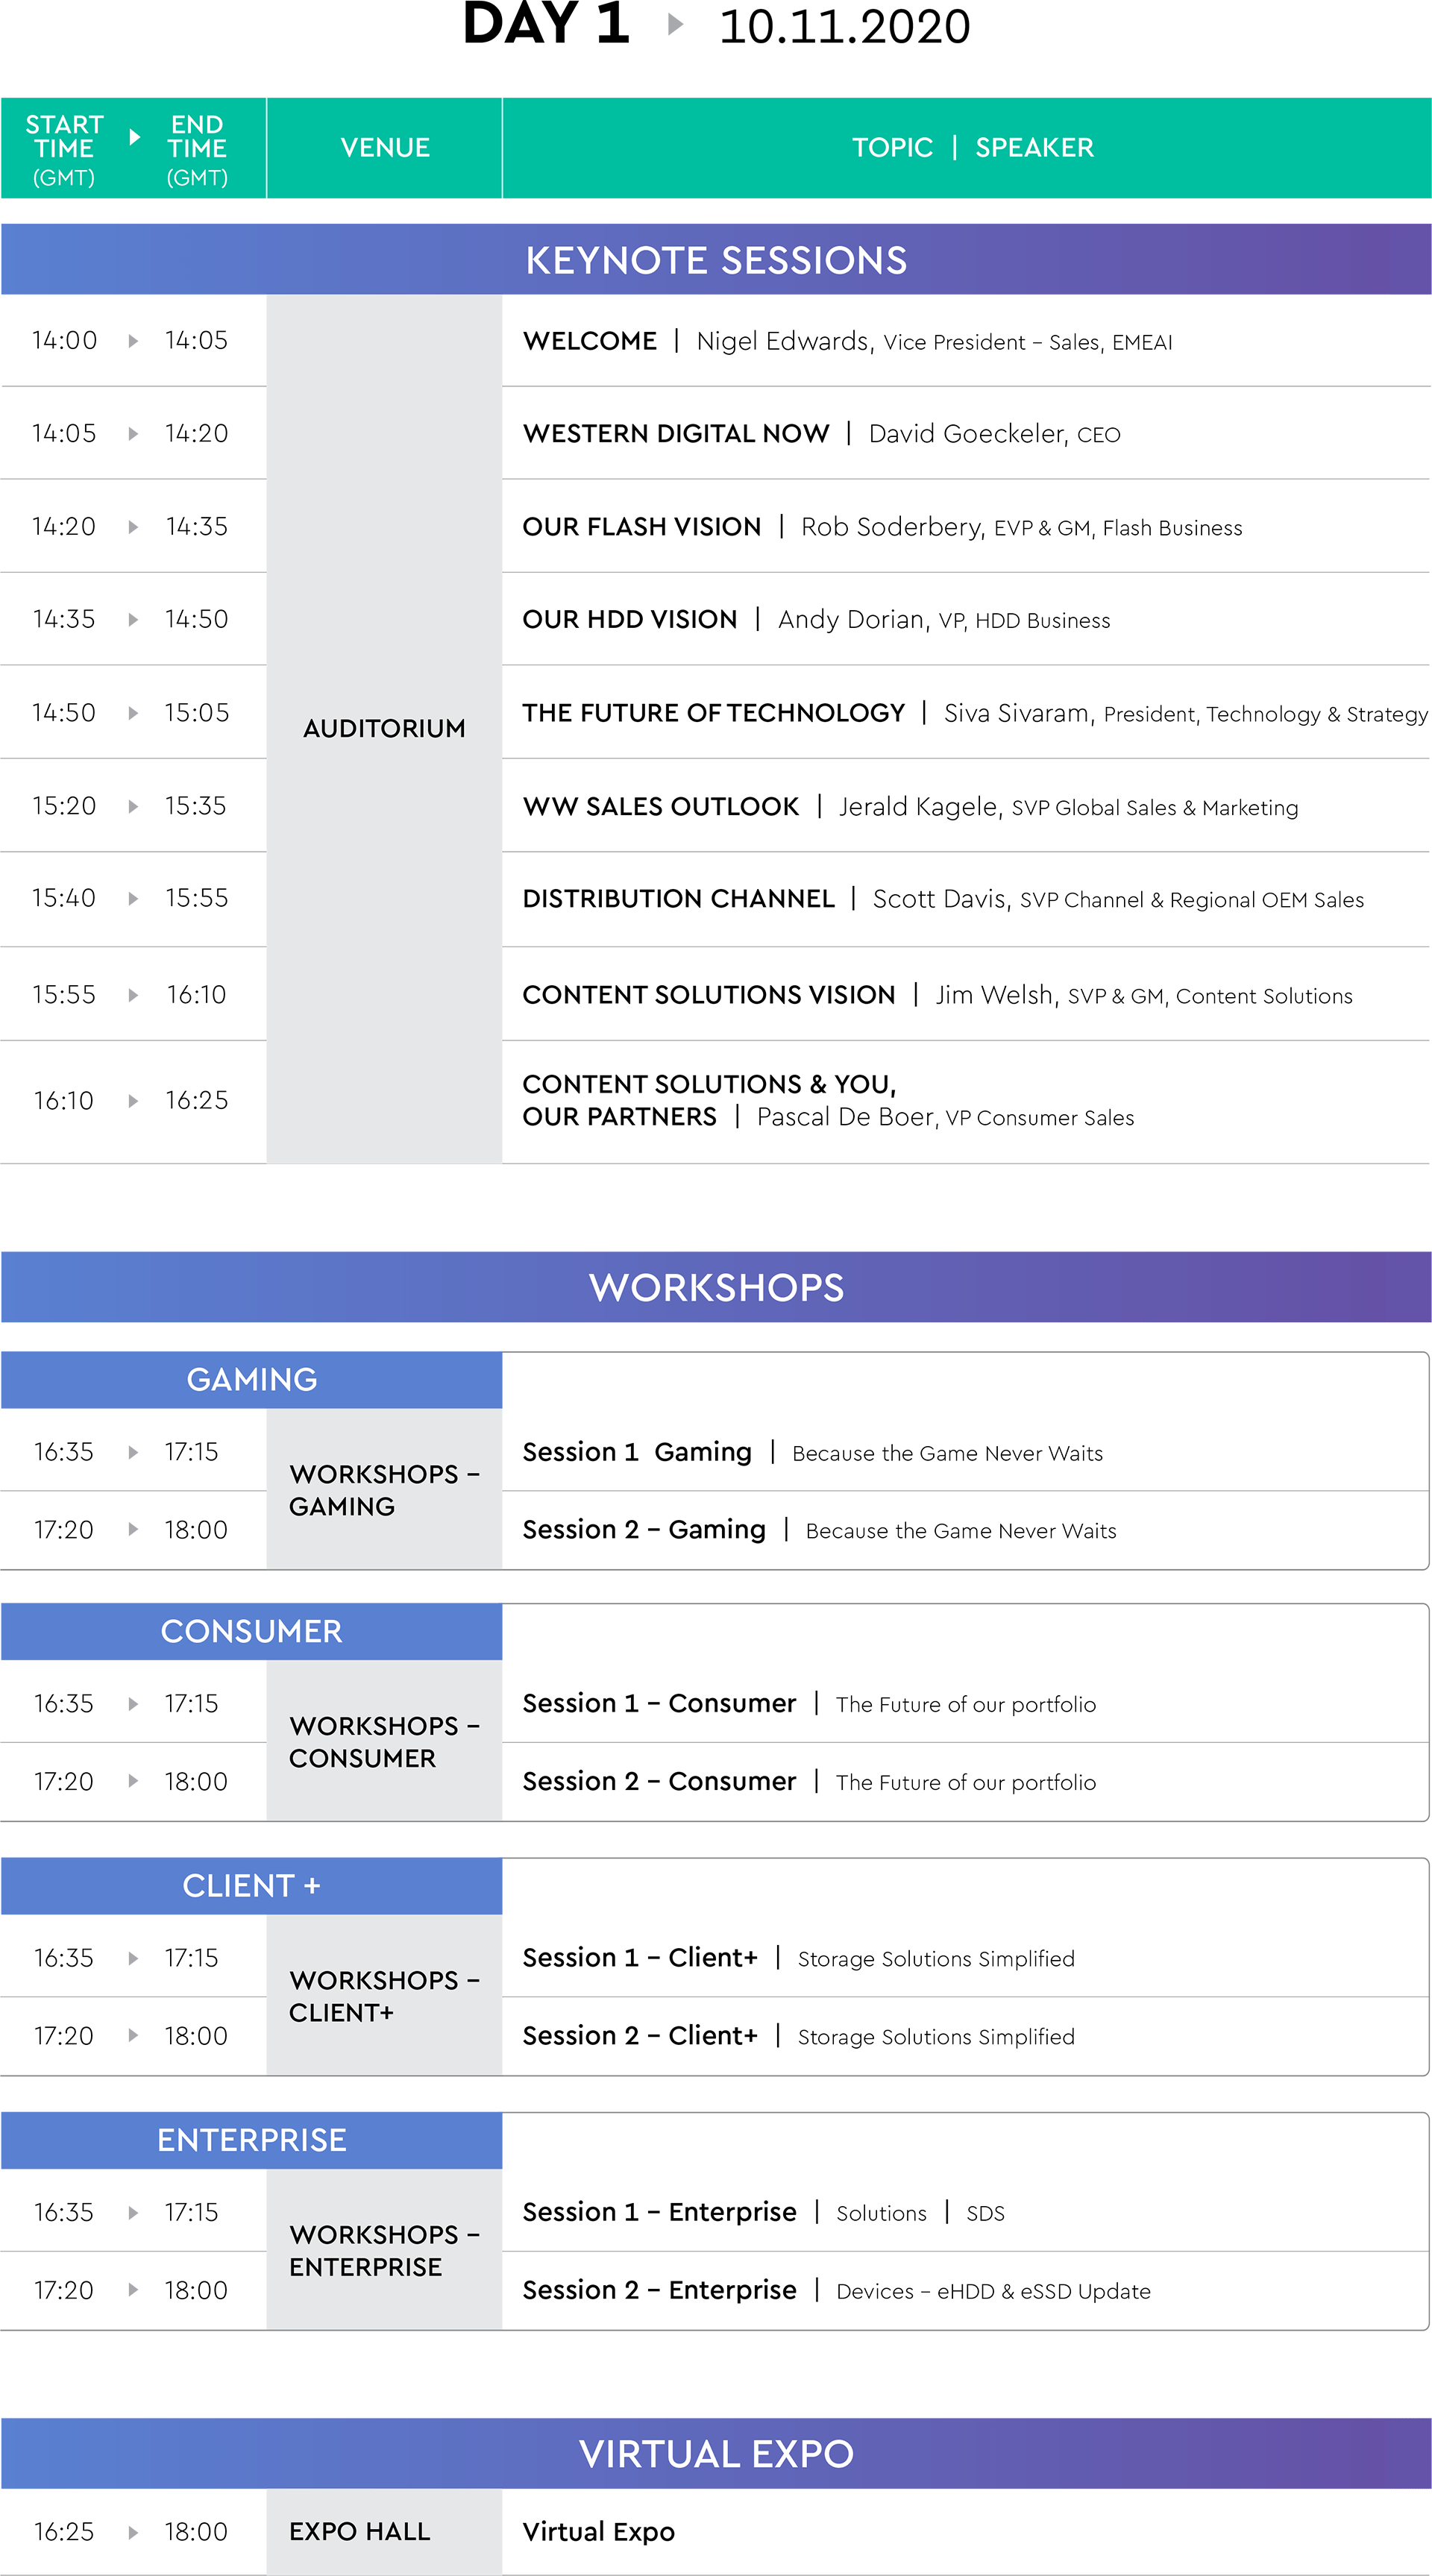 DAY 1 ▸ 10.11.2020
START TIME (GMT) ▸ END TIME (GMT) VENUE TOPIC | SPEAKER
KEYNOTE SESSIONS
14:00 ▸ 14:05 WELCOME | Nigel Edwards, Vice President – Sales, EMEAI
14:05 ▸ 14:20 WESTERN DIGITAL NOW | David Goeckeler, CEO
14:20 ▸ 14:35 OUR FLASH VISION | Rob Soderbery, EVP & GM, Flash Business
14:35 ▸ 14:50 OUR HDD VISION | Andy Dorian, VP, HDD Business
14:50 ▸ 15:05 THE FUTURE OF TECHNOLOGY | Siva Sivaram, President, Technology & Strategy
AUDITORIUM
15:20 ▸ 15:35 WW SALES OUTLOOK | Jerald Kagele, SVP Global Sales & Marketing
15:40 ▸ 15:55 DISTRIBUTION CHANNEL | Scott Davis, SVP Channel & Regional OEM Sales
15:55 ▸ 16:10 CONTENT SOLUTIONS VISION | Jim Welsh, SVP & GM, Content Solutions
16:10 ▸ 16:25 CONTENT SOLUTIONS & YOU,
OUR PARTNERS | Pascal De Boer, VP Consumer Sales
WORKSHOPS
GAMING
16:35 ▸ 17:15 Session 1 Gaming | Because the Game Never Waits
WORKSHOPS –
GAMING
17:20 ▸ 18:00 Session 2 – Gaming | Because the Game Never Waits
CONSUMER
16:35 ▸ 17:15 Session 1 – Consumer | The Future of our portfolio
WORKSHOPS –
CONSUMER
17:20 ▸ 18:00 Session 2 – Consumer | The Future of our portfolio
CLIENT +
16:35 ▸ 17:15 Session 1 – Client+ | Storage Solutions Simplified
WORKSHOPS –
CLIENT+
17:20 ▸ 18:00 Session 2 – Client+ | Storage Solutions Simplified
ENTERPRISE
16:35 ▸ 17:15 Session 1 – Enterprise | Solutions | SDS
WORKSHOPS –
ENTERPRISE
17:20 ▸ 18:00 Session 2 – Enterprise | Devices – eHDD & eSSD Update
VIRTUAL EXPO
16:25 ▸ 18:00 EXPO HALL Virtual Expo